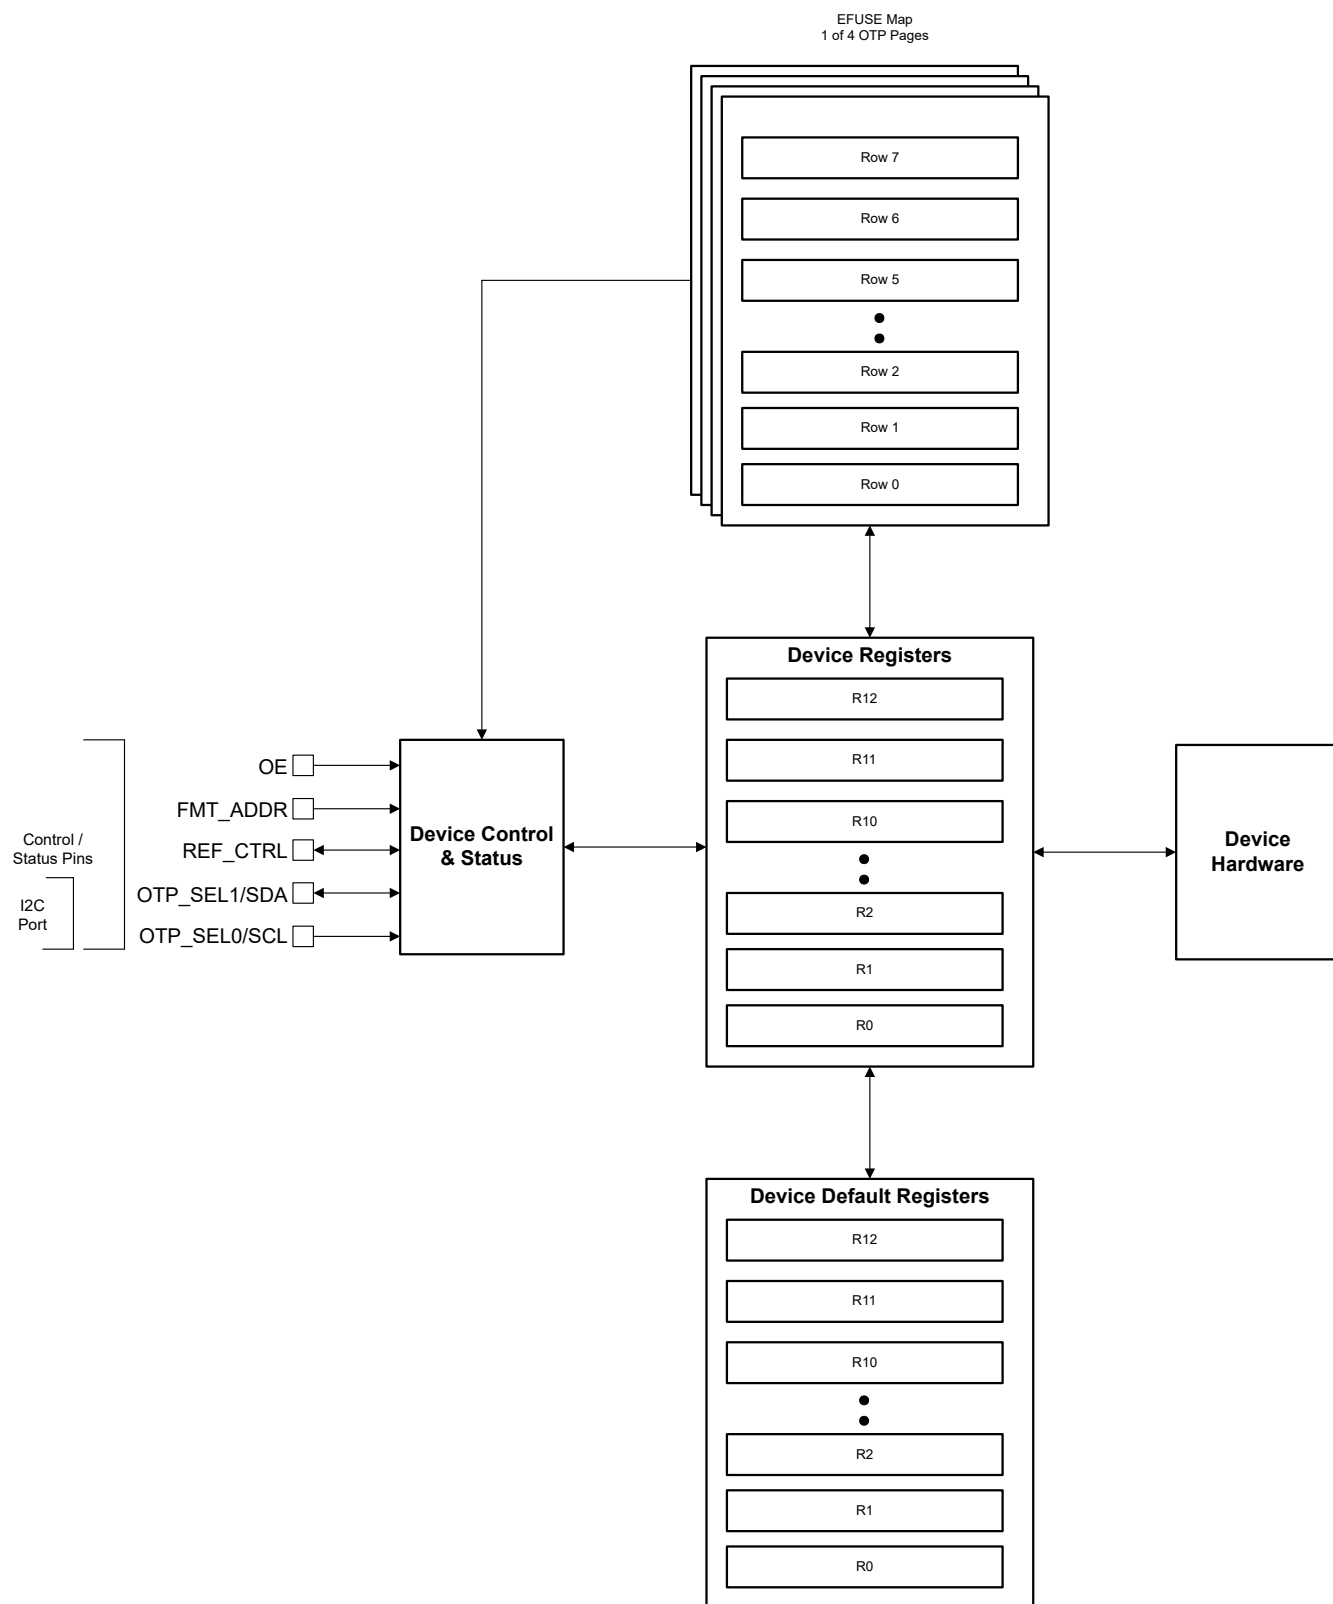 EFUSE Map
1 of 4 OTP Pages
Row 7
Row 6
Row 5
Row 2
Row 1
Row 0
Device Registers
R12
R11
R10
R2
R1
R0
Control /
Status Pins
I2C
Port
OE
FMT_ADDR
REF_CTRL
OTP_SEL1/SDA
OTP_SEL0/SCL
Device Control
& Status
Device
Hardware
Device Default Registers
R12
R11
R10
R2
R1
R0